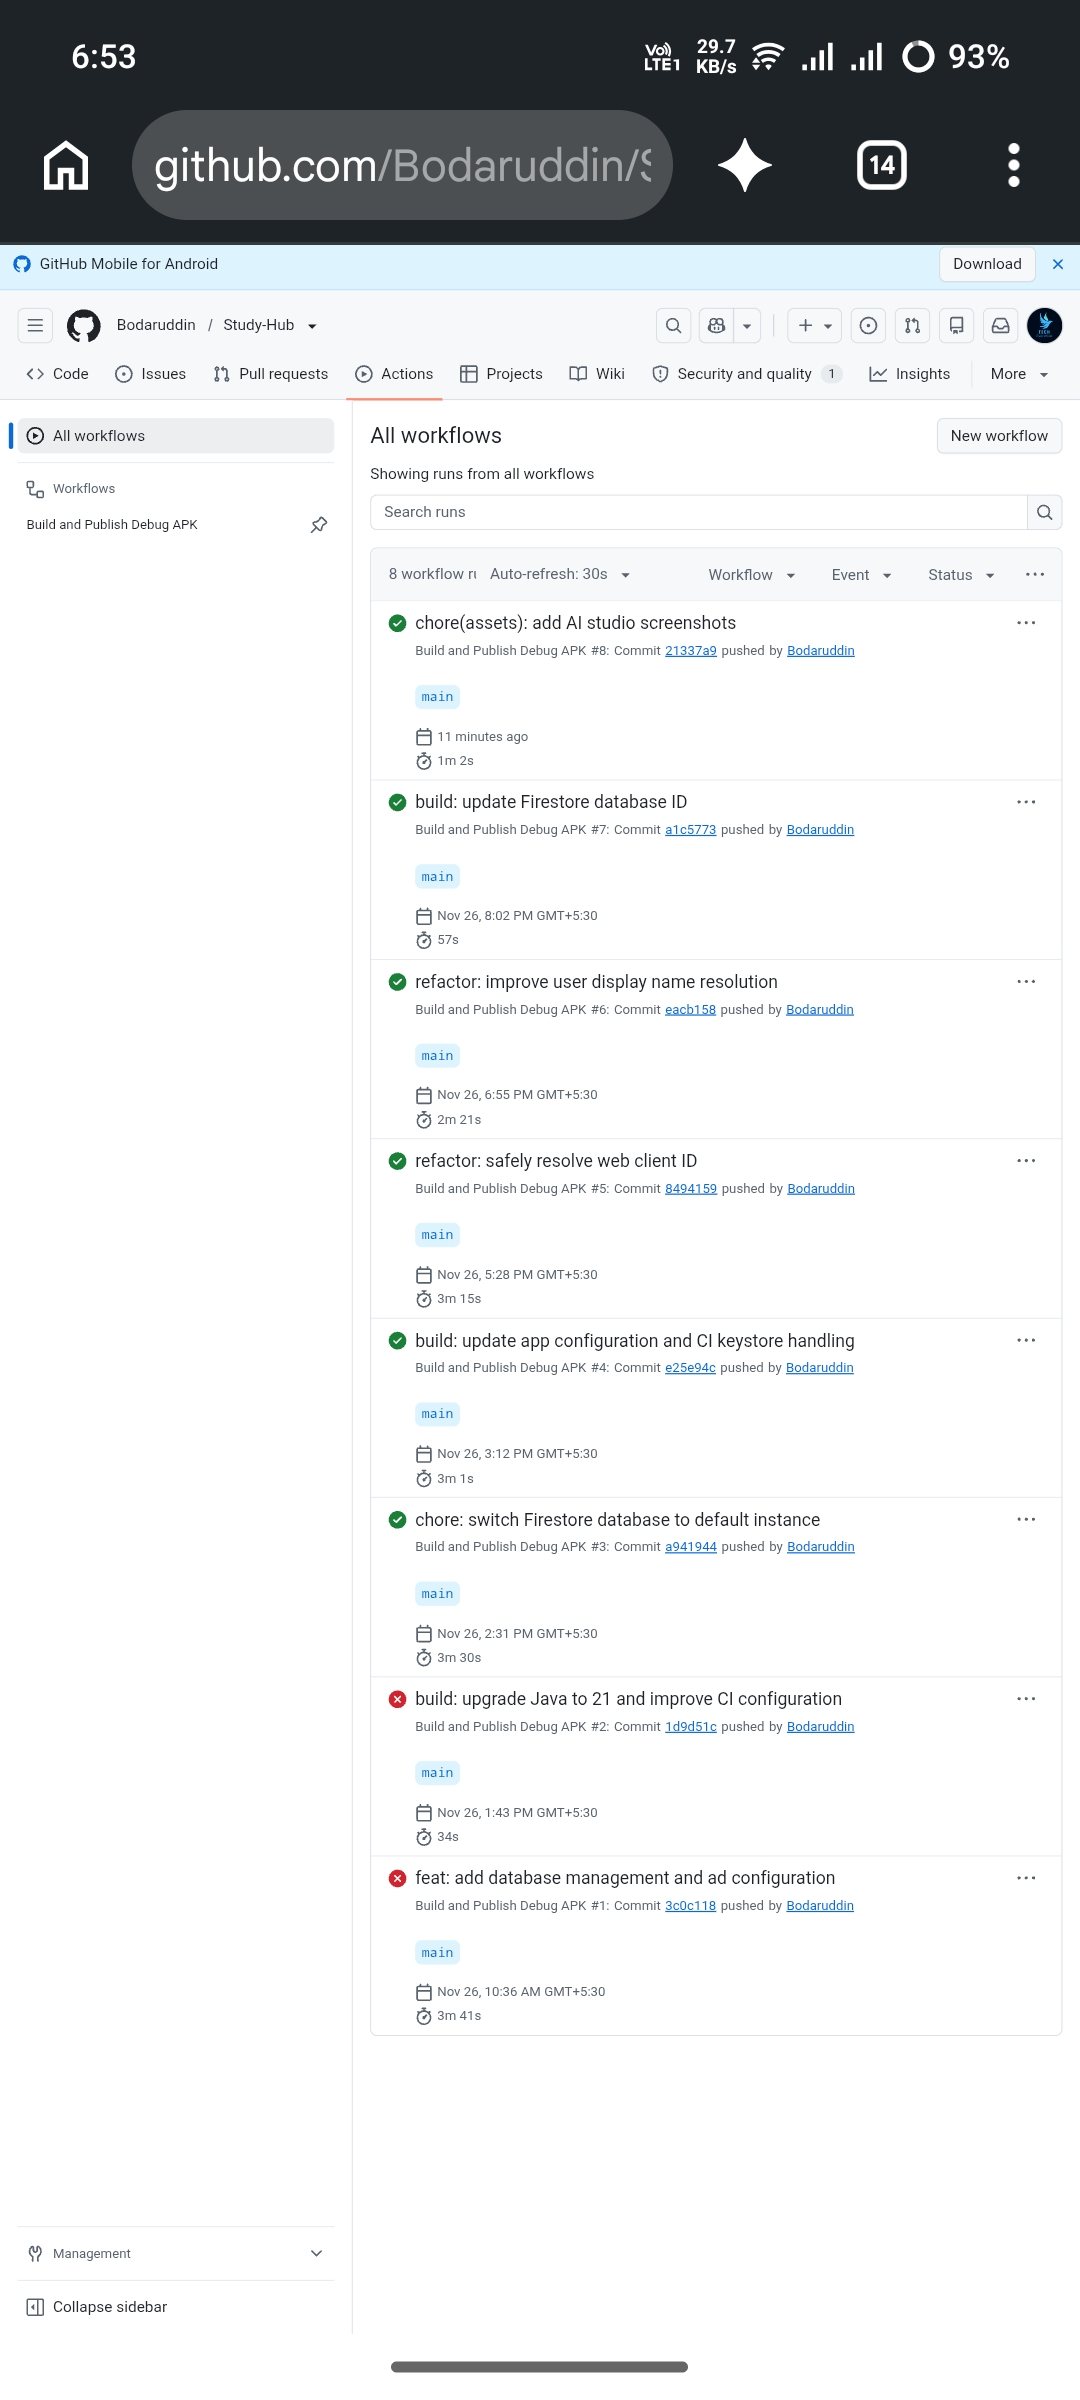 6:53
Vo)) LTE1 29.7 KB/s 93%
github.com/Bodaruddin/S
14
GitHub Mobile for Android
Download
Bodaruddin / Study-Hub
Code Issues Pull requests Actions Projects Wiki Security and quality 1 Insights More
All workflows
Workflows
Build and Publish Debug APK
All workflows
New workflow
Showing runs from all workflows
Search runs
8 workflow ru Auto-refresh: 30s Workflow Event Status
chore(assets): add AI studio screenshots
Build and Publish Debug APK #8: Commit 21337a9 pushed by Bodaruddin
main
11 minutes ago
1m 2s
build: update Firestore database ID
Build and Publish Debug APK #7: Commit a1c5773 pushed by Bodaruddin
main
Nov 26, 8:02 PM GMT+5:30
57s
refactor: improve user display name resolution
Build and Publish Debug APK #6: Commit eacb158 pushed by Bodaruddin
main
Nov 26, 6:55 PM GMT+5:30
2m 21s
refactor: safely resolve web client ID
Build and Publish Debug APK #5: Commit 8494159 pushed by Bodaruddin
main
Nov 26, 5:28 PM GMT+5:30
3m 15s
build: update app configuration and CI keystore handling
Build and Publish Debug APK #4: Commit e25e94c pushed by Bodaruddin
main
Nov 26, 3:12 PM GMT+5:30
3m 1s
chore: switch Firestore database to default instance
Build and Publish Debug APK #3: Commit a941944 pushed by Bodaruddin
main
Nov 26, 2:31 PM GMT+5:30
3m 30s
build: upgrade Java to 21 and improve CI configuration
Build and Publish Debug APK #2: Commit 1d9d51c pushed by Bodaruddin
main
Nov 26, 1:43 PM GMT+5:30
34s
feat: add database management and ad configuration
Build and Publish Debug APK #1: Commit 3c0c118 pushed by Bodaruddin
main
Nov 26, 10:36 AM GMT+5:30
3m 41s
Management
Collapse sidebar